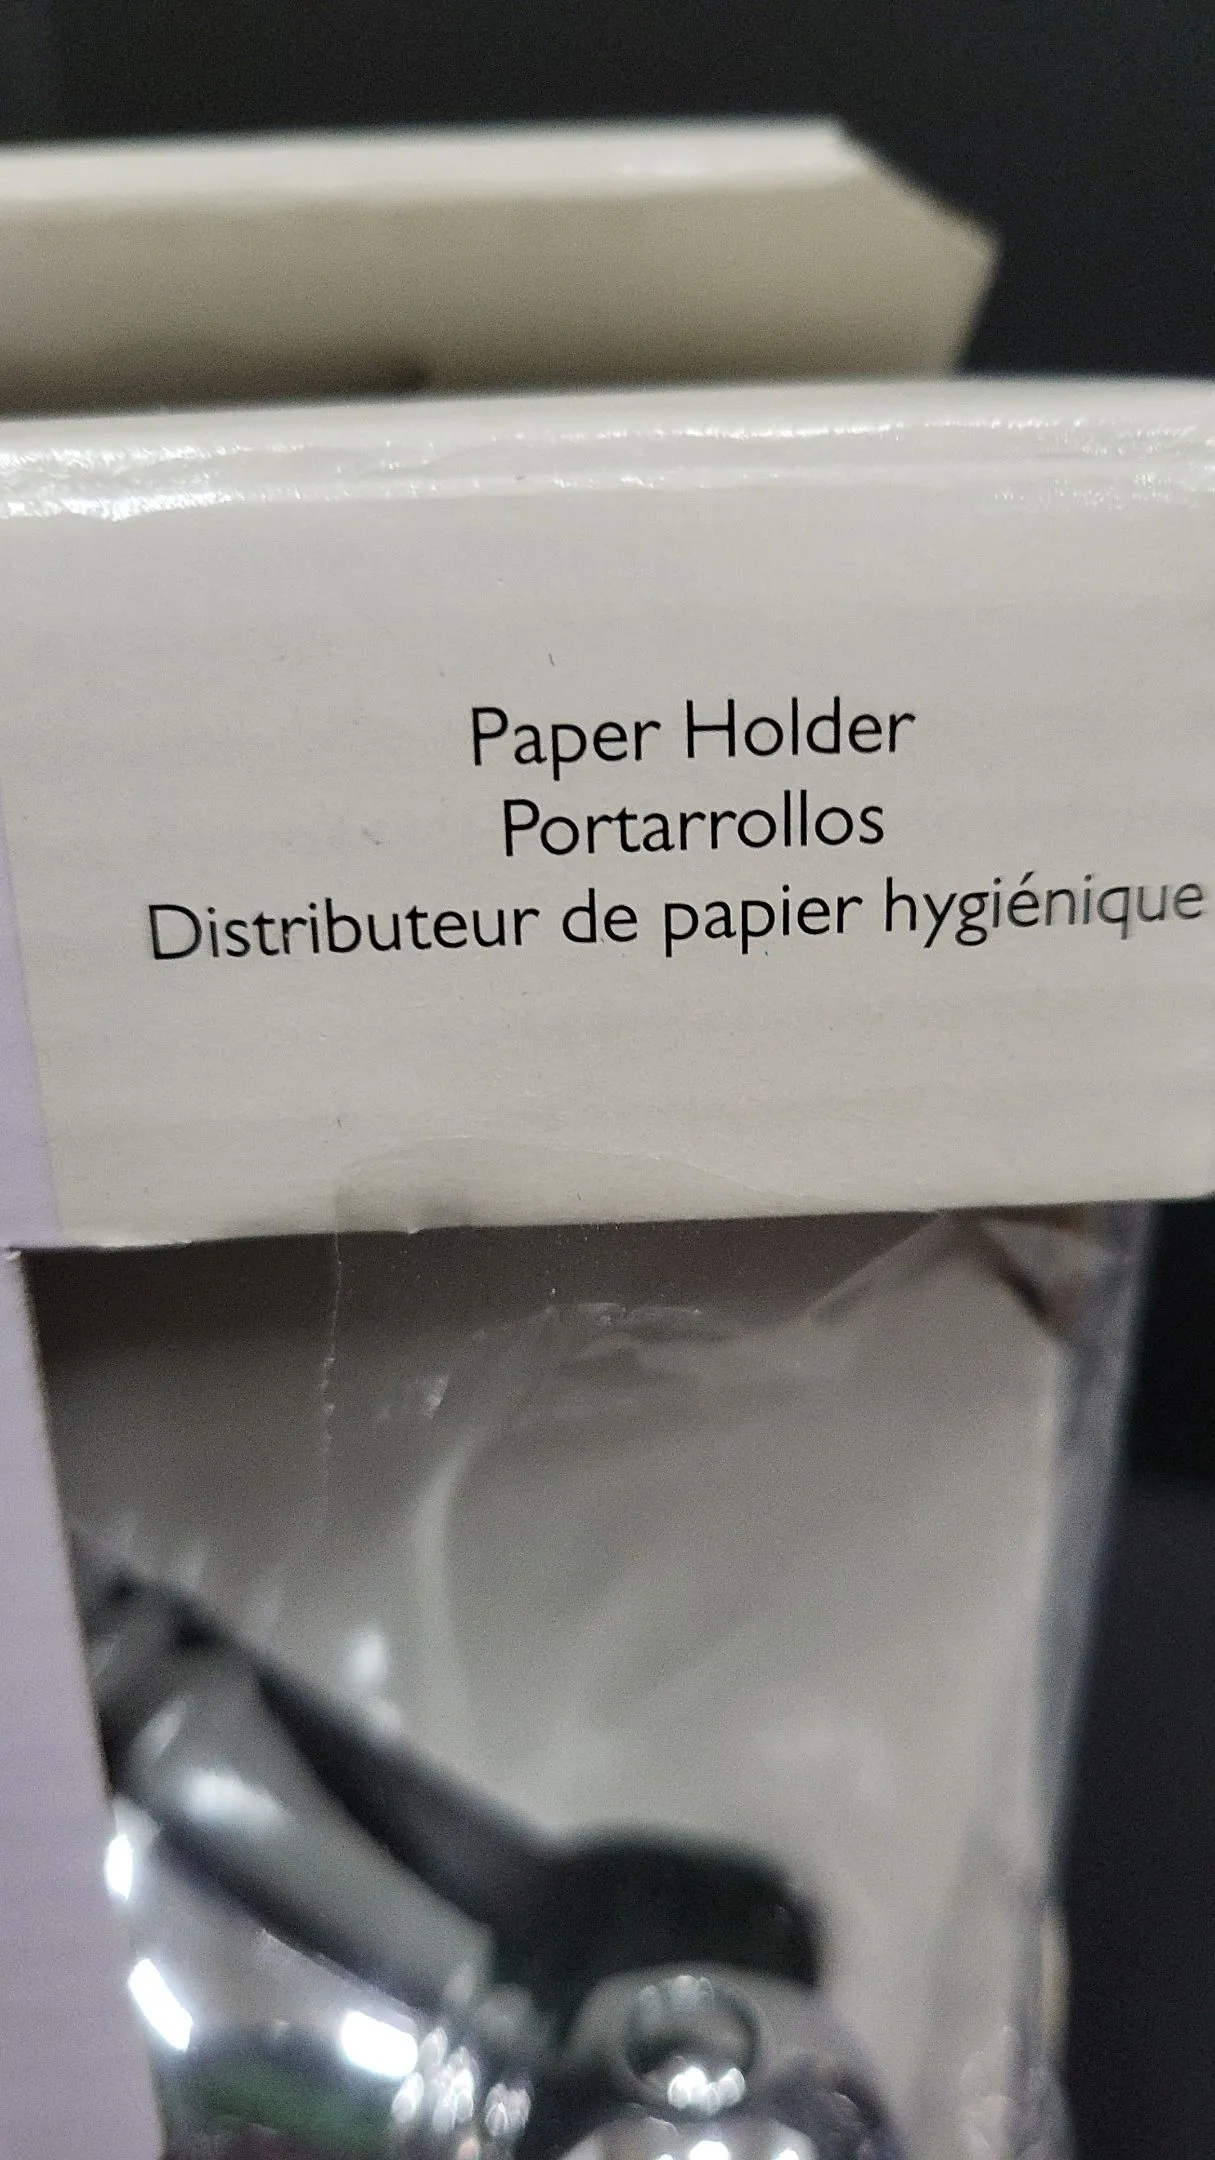 Paper Holder
Portarrollos
Distributeur de papier hygiénique